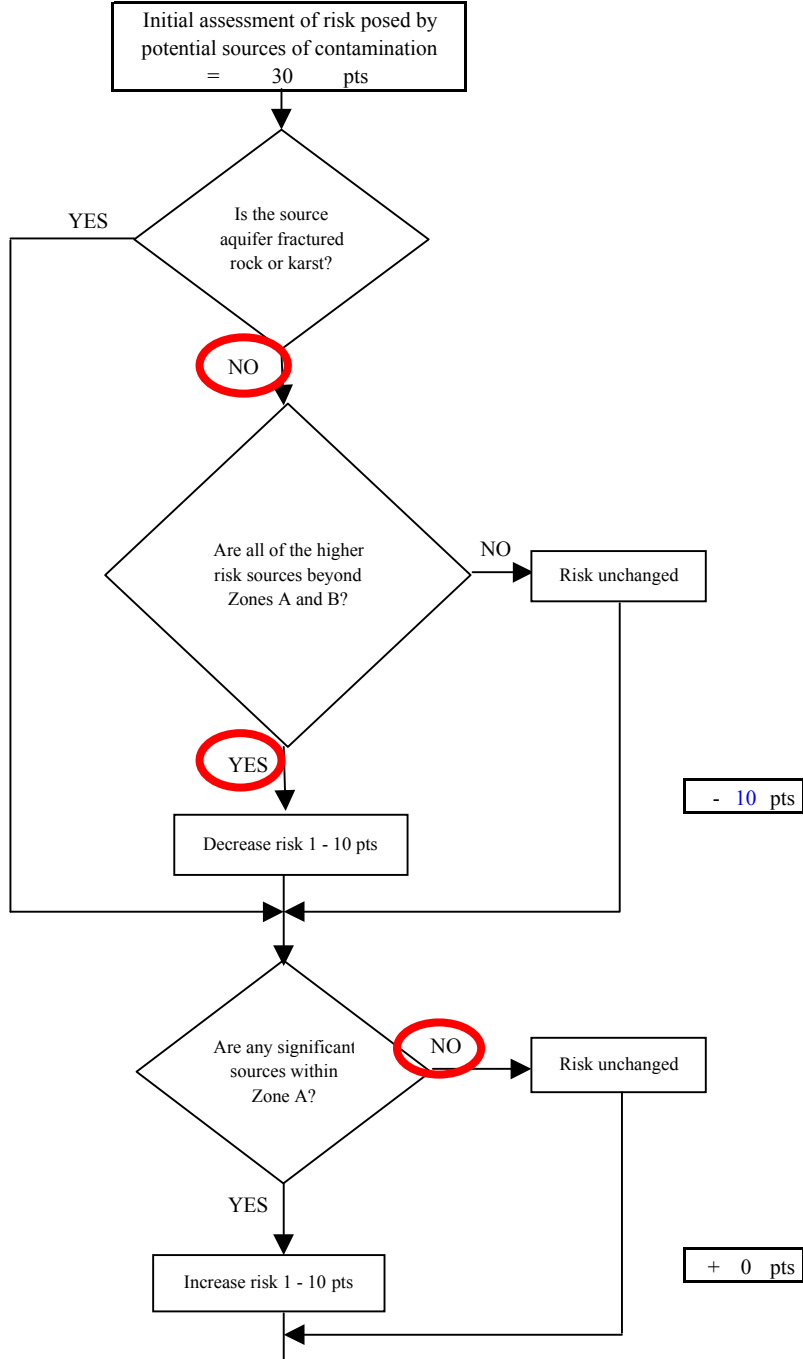 Initial assessment of risk posed by
potential sources of contamination
= 30 pts
YES
Is the source
aquifer fractured
rock or karst?
NO
Are all of the higher
risk sources beyond
Zones A and B?
NO
Risk unchanged
YES
- 10 pts
Decrease risk 1 - 10 pts
Are any significant
sources within
Zone A?
NO
Risk unchanged
YES
+ 0 pts
Increase risk 1 - 10 pts